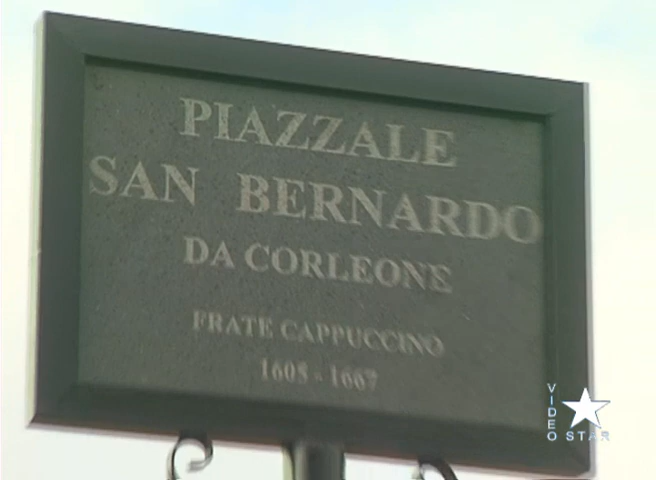 PIAZZALE
SAN BERNARDO
DA CORLEONE
FRATE CAPPUCCINO
1605 - 1667
VIDEO STAR